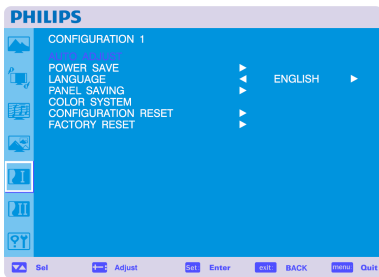 PHILIPS
CONFIGURATION 1
AUTO ADJUST
POWER SAVE
LANGUAGE ENGLISH
PANEL SAVING
COLOR SYSTEM
CONFIGURATION RESET
FACTORY RESET
Sel Adjust Set: Enter exit: BACK menu Quit